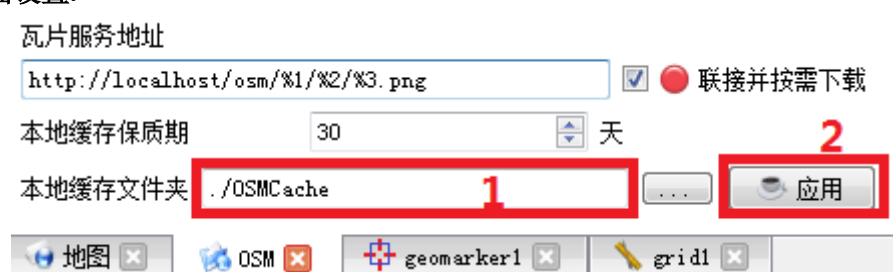 瓦片服务地址
http://localhost/osm/%1/%2/%3.png 联接并按需下载
本地缓存保质期 30 天
2
本地缓存文件夹 ./OSMCache 1 ... 应用
地图 OSM geomarker1 grid1